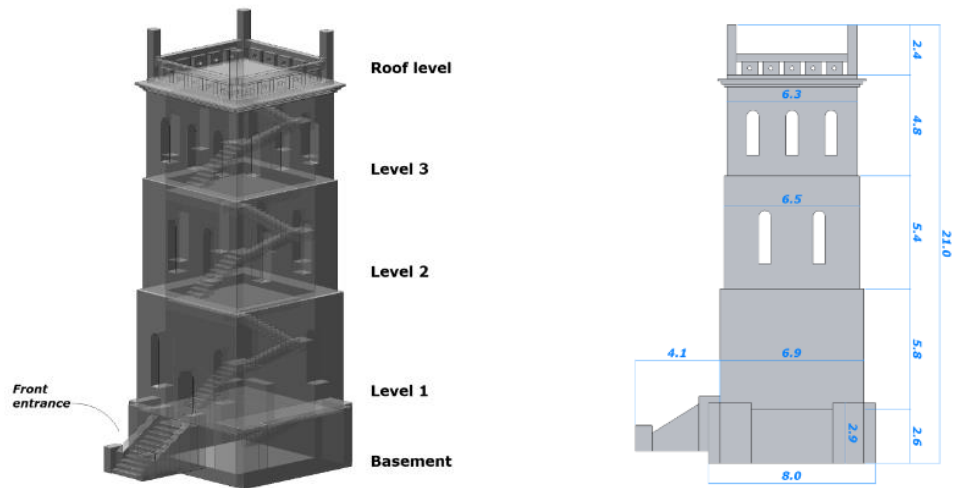 Roof level
Level 3
Level 2
Level 1
Front
entrance
Basement
2.4
6.3
4.8
6.5
5.4
21.0
4.1
6.9
5.8
2.9
2.6
8.0